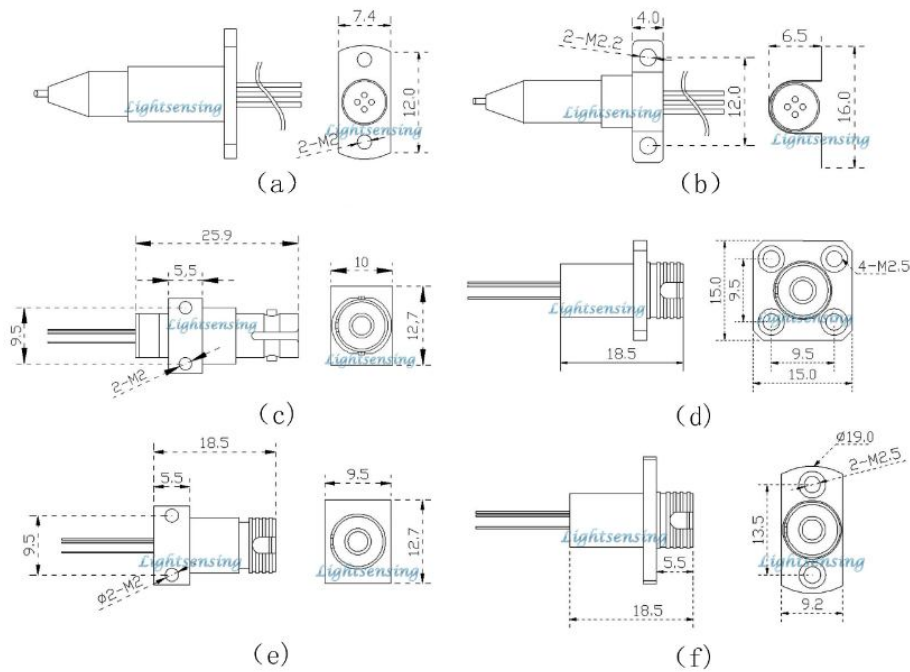 7.4
2-M2
12.0
Lightsensing
Lightsensing
(a)
4.0
2-M2.2
12.0
6.5
16.0
Lightsensing
Lightsensing
(b)
25.9
5,5
9.5
2-M2
Lightsensing
10
12.7
Lightsensing
(c)
18.5
15.0
9.5
4-M2.5
9.5
15.0
Lightsensing
Lightsensing
(d)
18.5
5.5
9.5
ø2-M2
Lightsensing
9.5
12.7
Lightsensing
(e)
5.5
18.5
Lightsensing
ø19.0
2-M2.5
13.5
9.2
Lightsensing
(f)